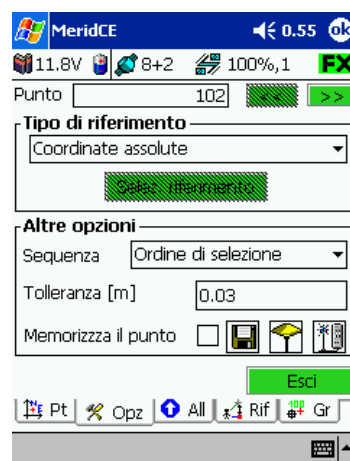 MeridCE 0.55 ok
11.8V 8+2 100%,1 FX
Punto 102 << >>
Tipo di riferimento
Coordinate assolute
Selez. riferimento
Altre opzioni
Sequenza Ordine di selezione
Tolleranza [m] 0.03
Memorizzza il punto
Esci
Pt Opz All Rif Gr